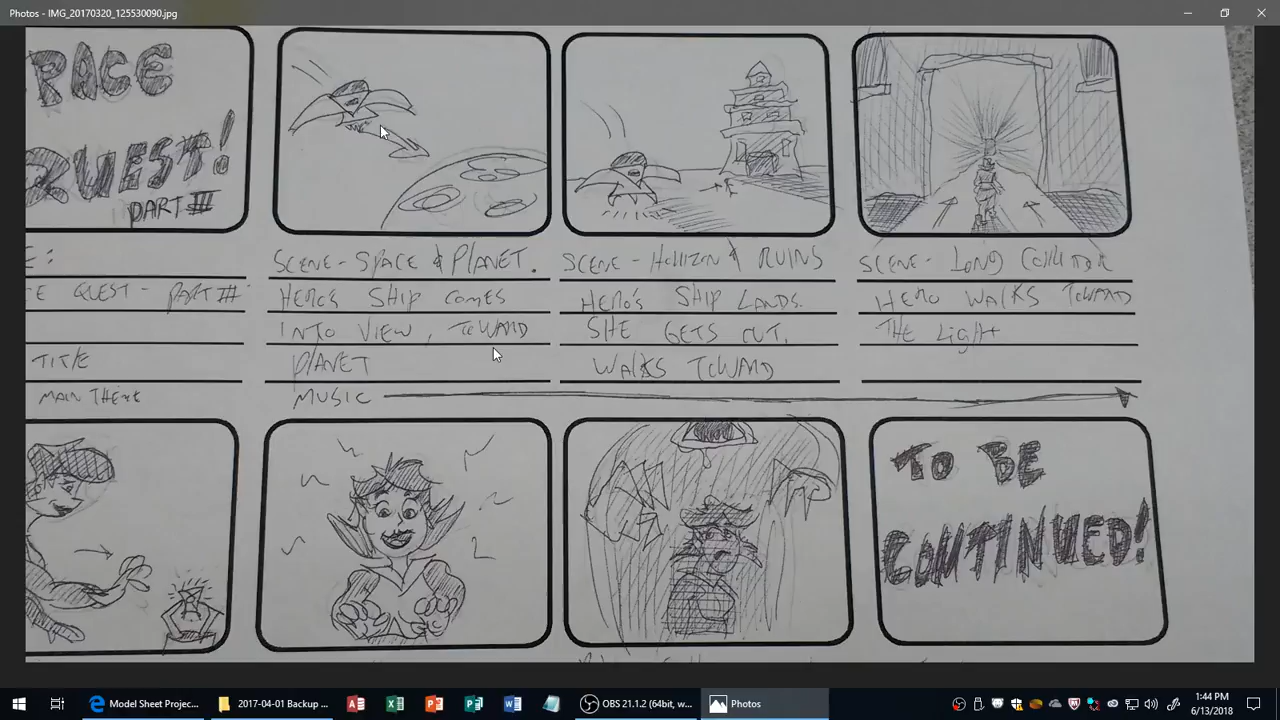 Photos - IMG_20170320_125530090.jpg
PACE
QUEST!
PART III
E:
E QUEST- PART III
TITLE
MAIN THEME
SCENE- SPACE & PLANET.
HERO'S SHIP COMES
INTO VIEW, TOWARD
PLANET
MUSIC
SCENE - HORIZON & RUINS
HERO'S SHIP LANDS.
SHE GETS OUT,
WALKS TOWARD
SCENE- LONG CORRIDOR
HERO WALKS TOWARD
THE LIGHT
TO BE
CONTINUED!
Model Sheet Projec...
2017-04-01 Backup ...
OBS 21.1.2 (64bit, w...
Photos
1:44 PM
6/13/2018